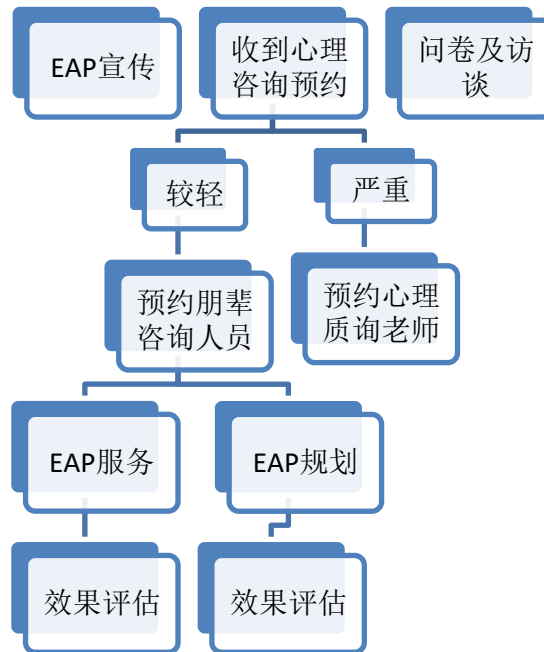 EAP宣传
收到心理
咨询预约
问卷及访
谈
较轻
严重
预约朋辈
咨询人员
预约心理
质询老师
EAP服务
EAP规划
效果评估
效果评估